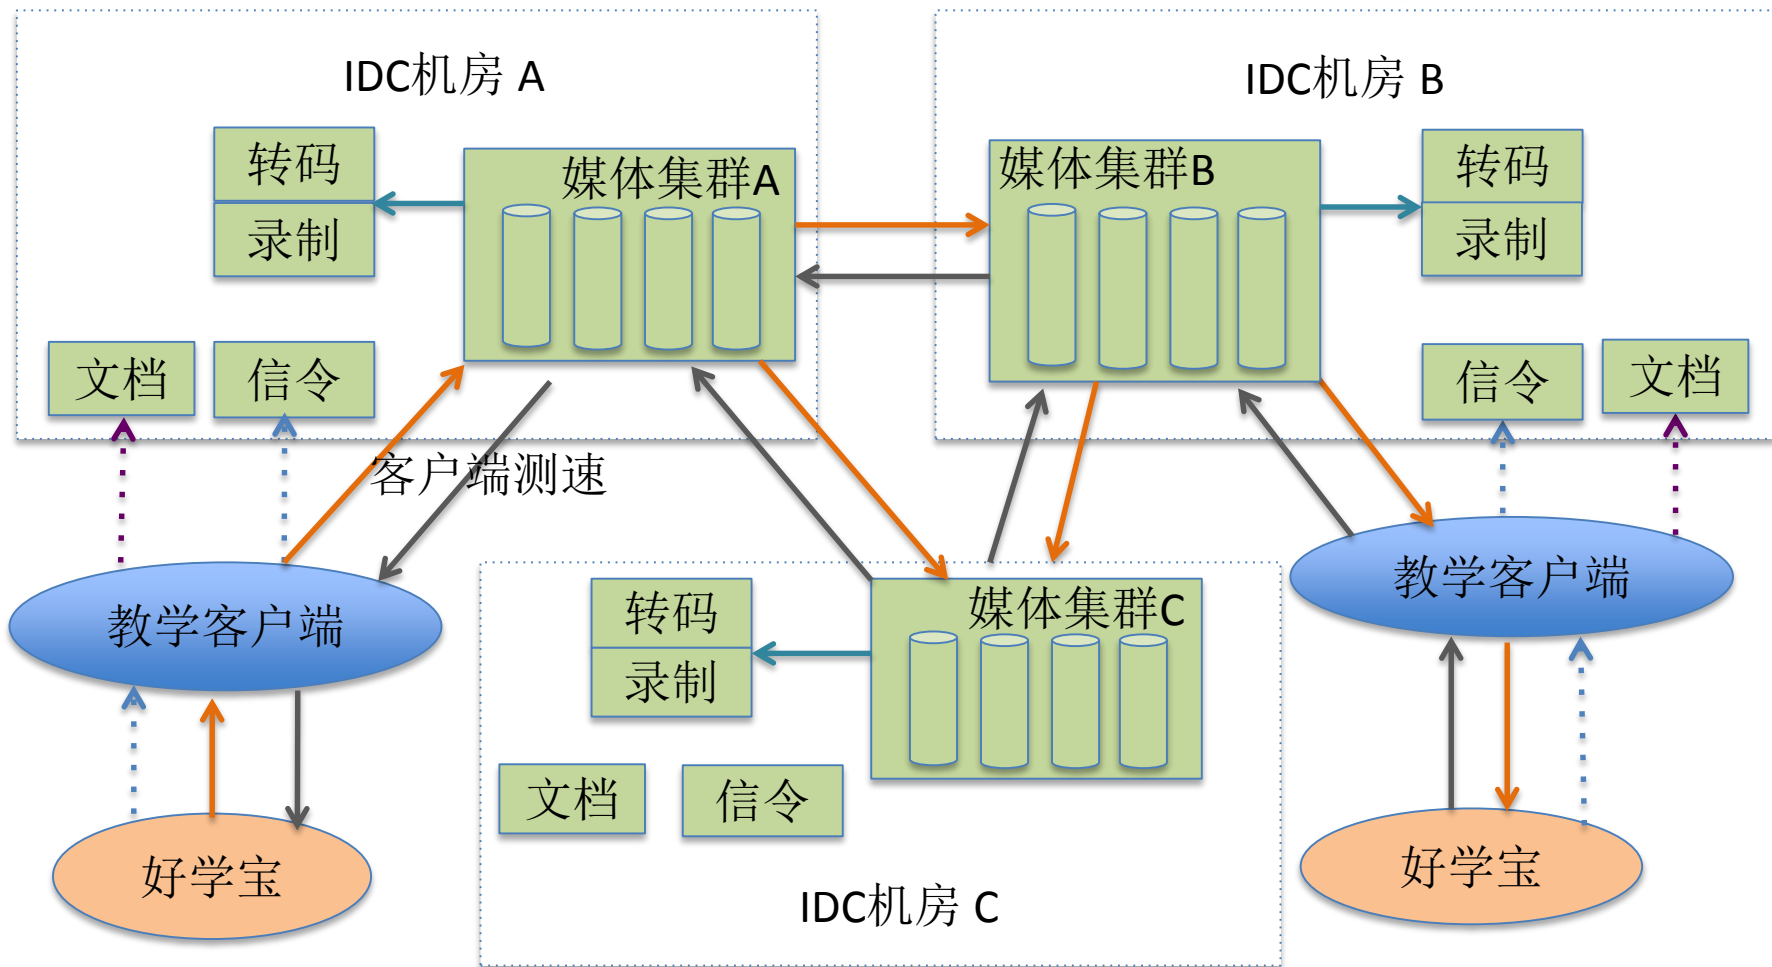 IDC机房 A
转码
录制
媒体集群A
文档
信令
IDC机房 B
媒体集群B
转码
录制
信令
文档
客户端测速
教学客户端
好学宝
转码
录制
媒体集群C
文档
信令
IDC机房 C
教学客户端
好学宝